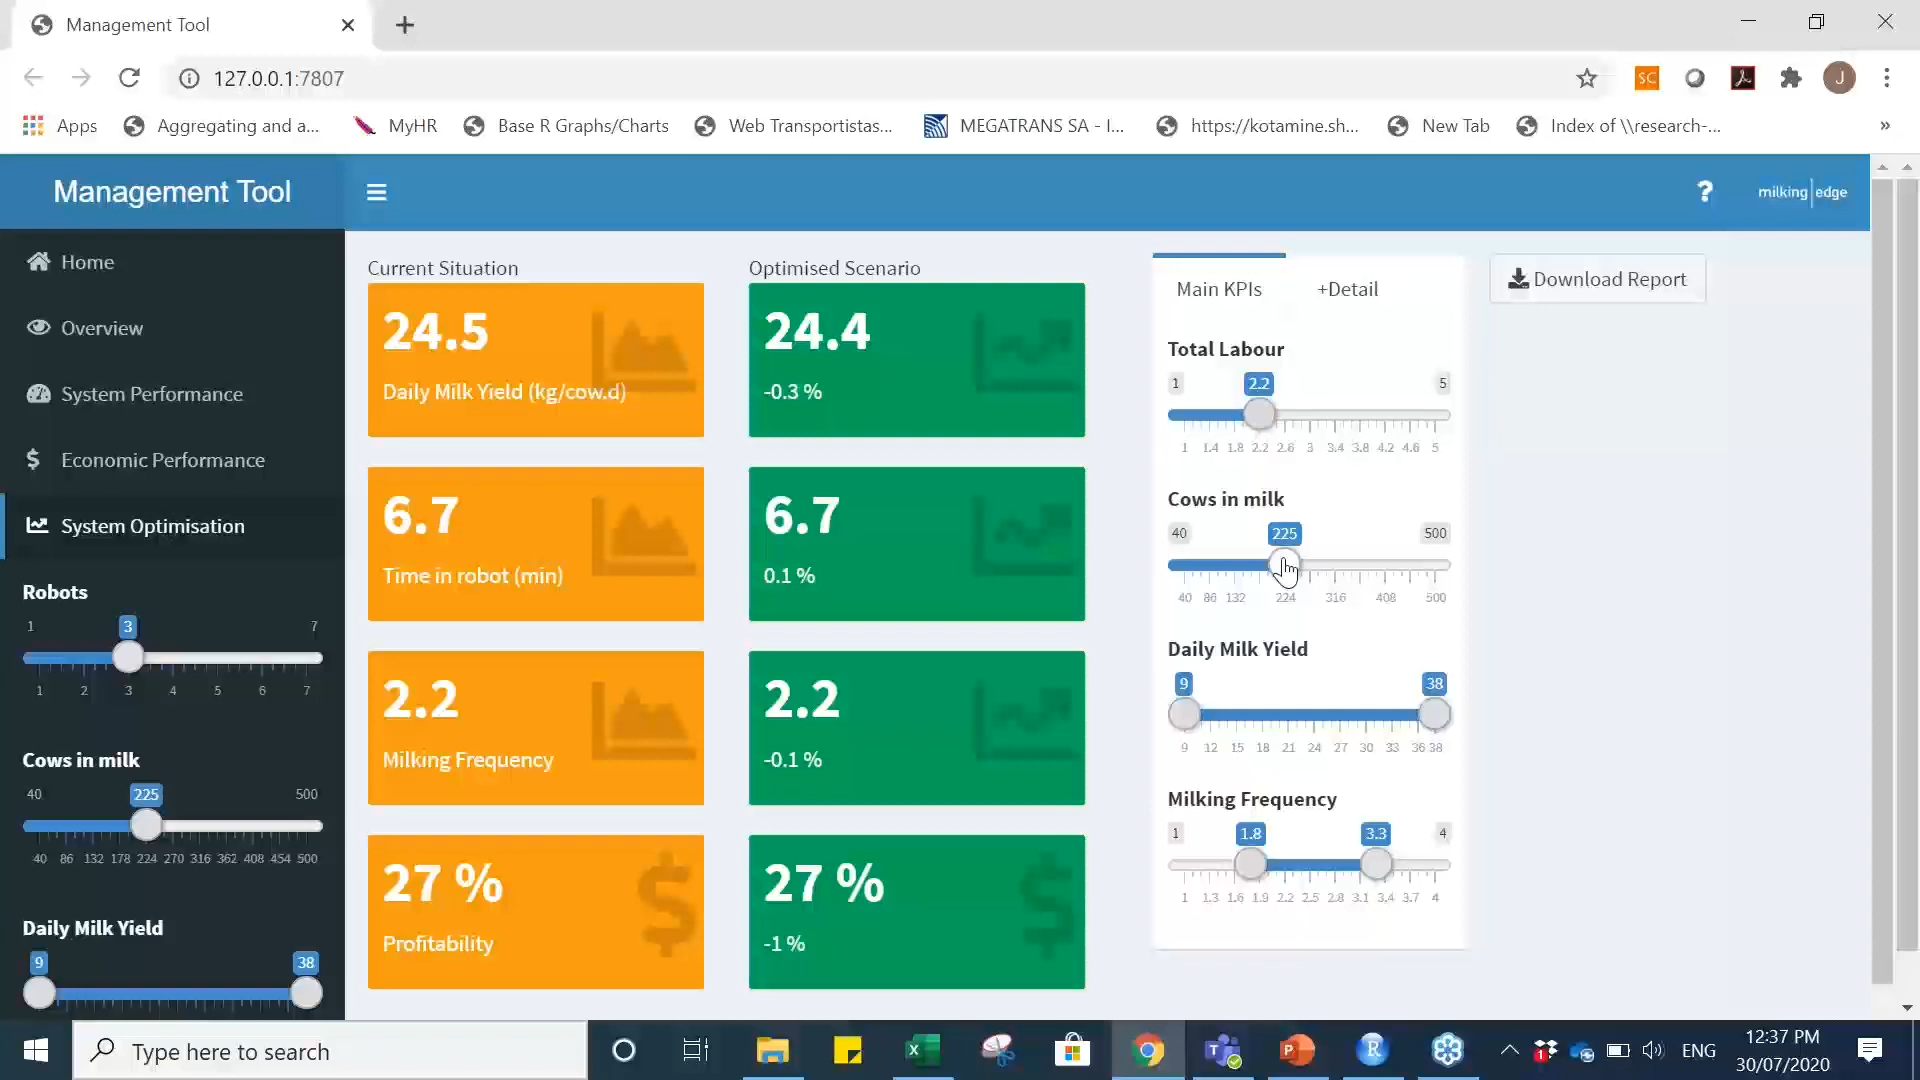 Management Tool
127.0.0.1:7807
SC
J
Apps
Aggregating and a...
MyHR
Base R Graphs/Charts
Web Transportistas...
MEGATRANS SA - I...
https://kotamine.sh...
New Tab
Index of \\research-...
»
Management Tool
?
milking|edge
Home
Overview
System Performance
$ Economic Performance
System Optimisation
Robots
1 3 7
1 2 3 4 5 6 7
Cows in milk
40 225 500
40 86 132 178 224 270 316 362 408 454 500
Daily Milk Yield
9 38
Current Situation
24.5
Daily Milk Yield (kg/cow.d)
6.7
Time in robot (min)
2.2
Milking Frequency
27 %
Profitability
$
Optimised Scenario
24.4
-0.3 %
6.7
0.1 %
2.2
-0.1 %
27 %
-1 %
$
Main KPIs
+Detail
Total Labour
1 2.2 5
1 1.4 1.8 2.2 2.6 3 3.4 3.8 4.2 4.6 5
Cows in milk
40 225 500
40 86 132 224 316 408 500
Daily Milk Yield
9 38
9 12 15 18 21 24 27 30 33 36 38
Milking Frequency
1 1.8 3.3 4
1 1.3 1.6 1.9 2.2 2.5 2.8 3.1 3.4 3.7 4
Download Report
Type here to search
ENG
12:37 PM
30/07/2020